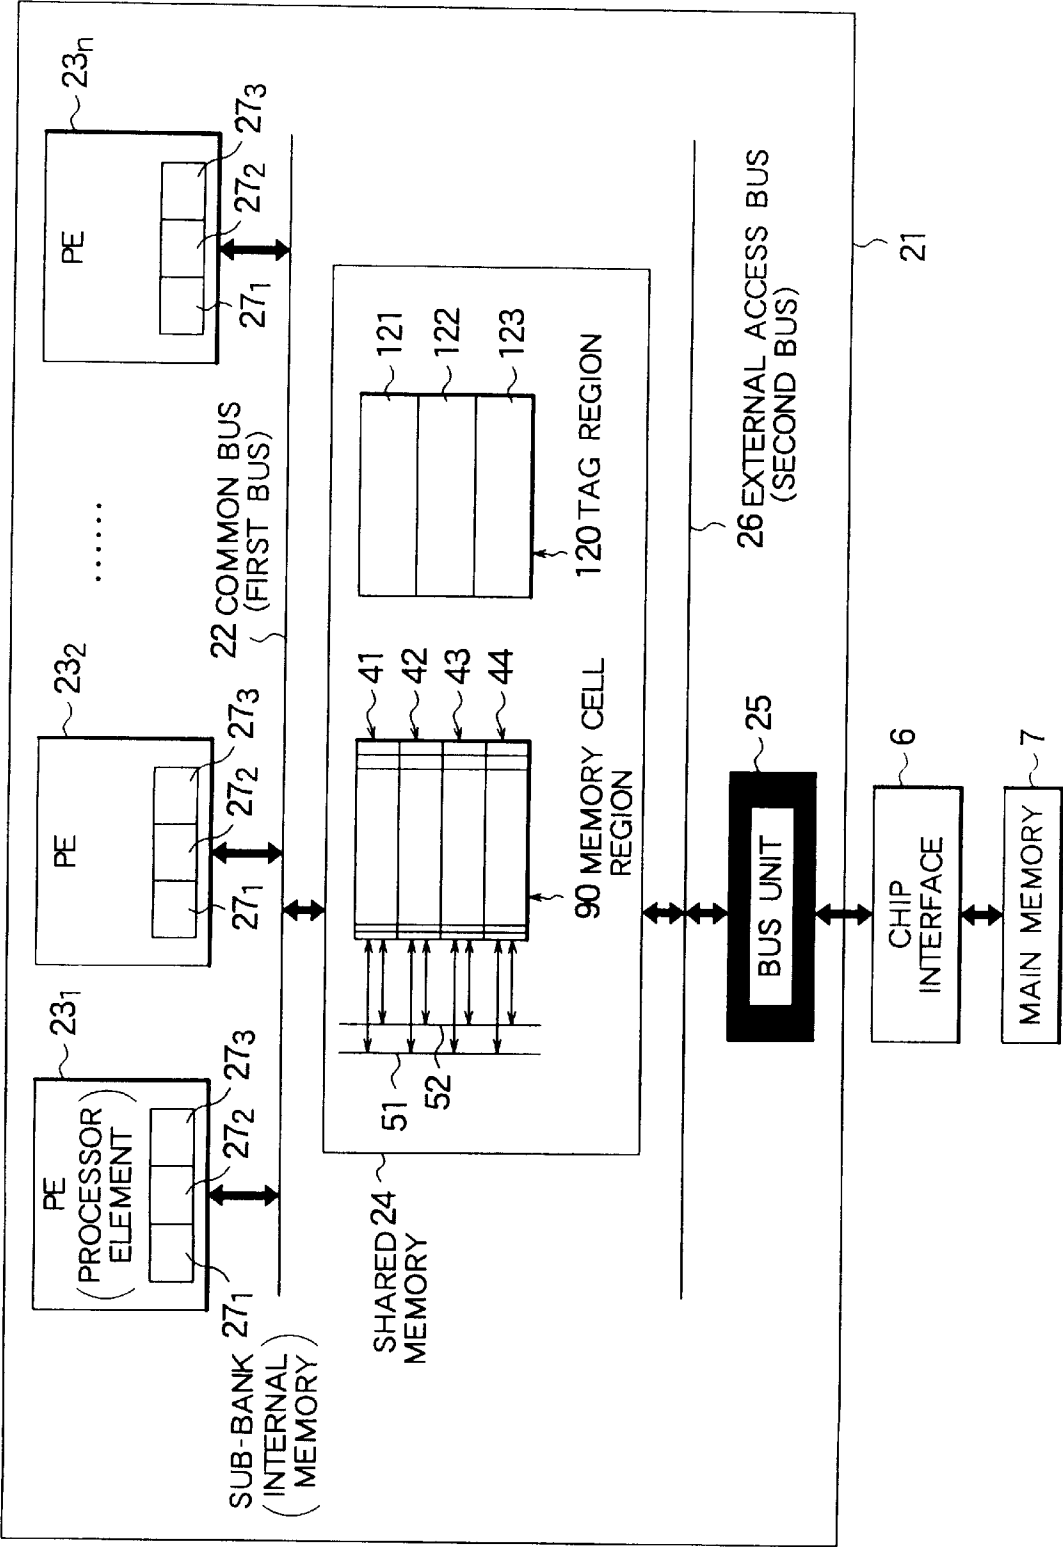 23₁
23₂
23ₙ
PE
(PROCESSOR
ELEMENT)
PE
......
PE
27₁
27₂
27₃
27₁
27₂
27₃
27₁
27₂
27₃
SUB-BANK
(INTERNAL
MEMORY)
22 COMMON BUS
(FIRST BUS)
SHARED 24
MEMORY
51
52
41
42
43
44
90 MEMORY CELL
REGION
121
122
123
120 TAG REGION
26 EXTERNAL ACCESS BUS
(SECOND BUS)
BUS UNIT
25
21
CHIP
INTERFACE
6
MAIN MEMORY
7